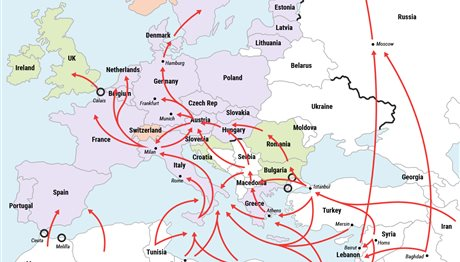 Estonia
Latvia
Lithuania
Russia
Moscow
Denmark
Hamburg
Ireland
UK
Netherlands
Germany
Poland
Belarus
Belgium
Calais
Frankfurt
Czech Rep
Ukraine
Munich
Slovakia
Austria
Switzerland
Hungary
Moldova
France
Slovenia
Milan
Romania
Croatia
Italy
Serbia
Rome
Bulgaria
Georgia
Macedonia
Istanbul
Portugal
Spain
Greece
Athens
Turkey
Iran
Mersin
Syria
Ceuta
Melilla
Tunisia
Homs
Lebanon
Baghdad